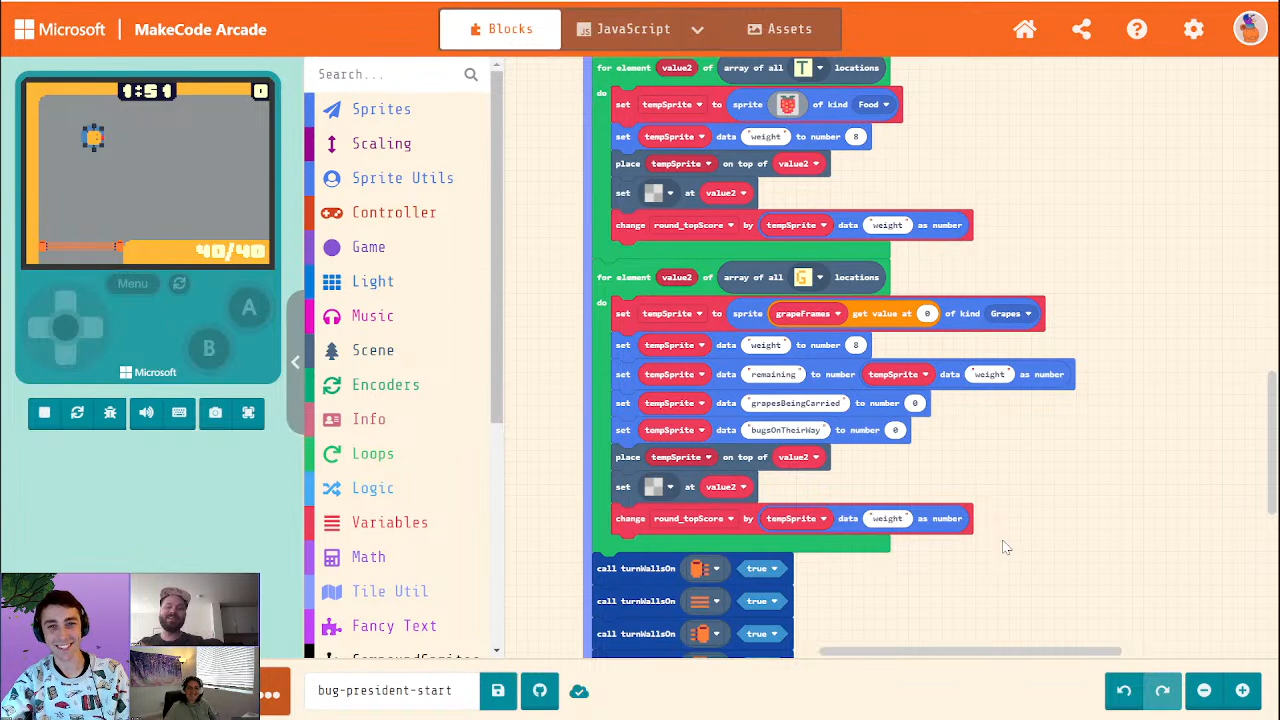 Microsoft | MakeCode Arcade
Blocks
JavaScript
Assets
1:51
40/40
Menu
A
B
Microsoft
Search...
Sprites
Scaling
Sprite Utils
Controller
Game
Light
Music
Scene
Encoders
Info
Loops
Logic
Variables
Math
Tile Util
Fancy Text
for element value2 of array of all T locations
do
set tempSprite to sprite of kind Food
set tempSprite data "weight" to number 8
place tempSprite on top of value2
set at value2
change round_topScore by tempSprite data "weight" as number
for element value2 of array of all G locations
do
set tempSprite to sprite grapeFrames get value at 0 of kind Grapes
set tempSprite data "weight" to number 8
set tempSprite data "remaining" to number tempSprite data "weight" as number
set tempSprite data "grapesBeingCarried" to number 0
set tempSprite data "bugsOnTheirWay" to number 0
place tempSprite on top of value2
set at value2
change round_topScore by tempSprite data "weight" as number
call turnWallsOn true
call turnWallsOn true
call turnWallsOn true
bug-president-start